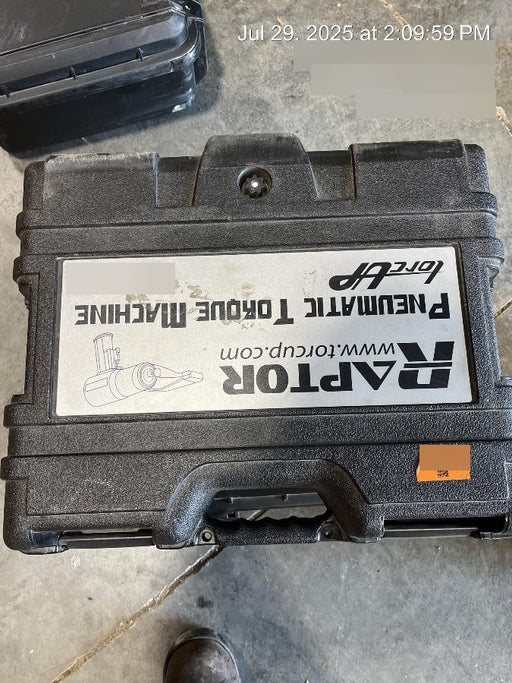 Jul 29, 2025 at 2:09:59 PM
RAPTOR
www.torcup.com
PNEUMATIC TORQUE MACHINE
torcUP